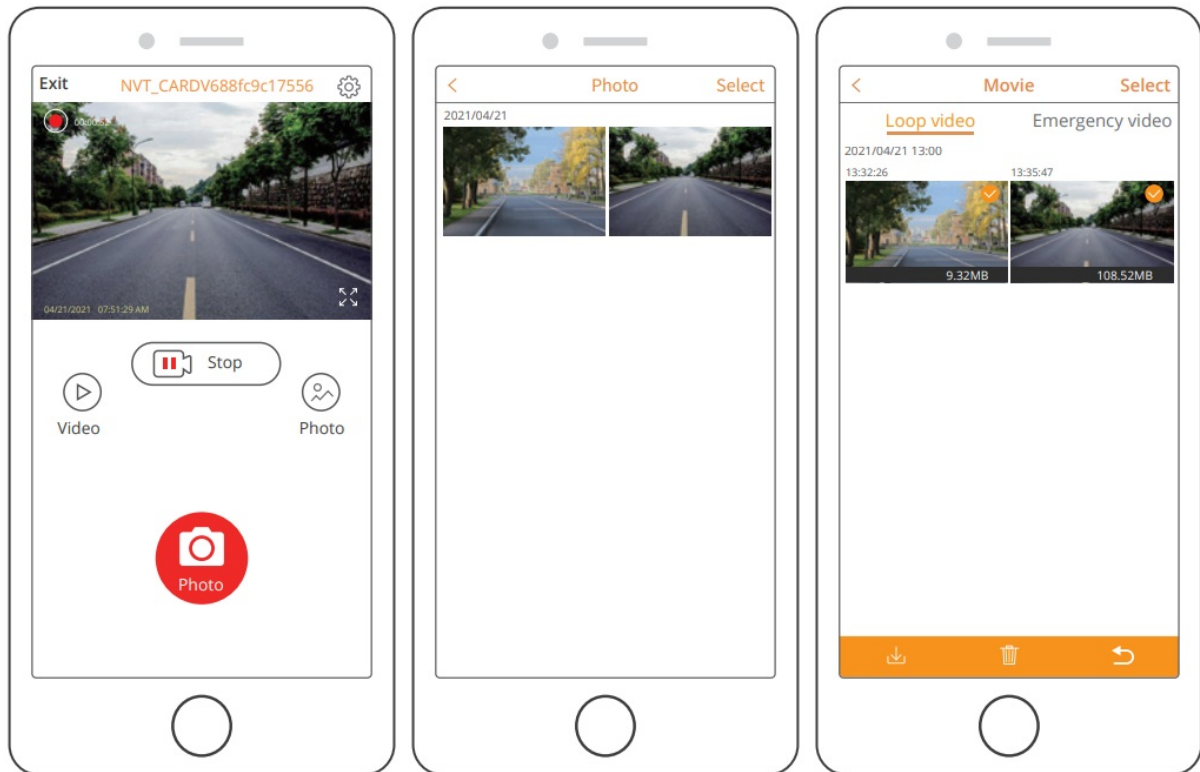 Exit NVT_CARDV688fc9c17556
04/21/2021 07:51:29 AM
Stop
Video
Photo
Photo
< Photo Select
2021/04/21
< Movie Select
Loop video Emergency video
2021/04/21 13:00
13:32:26 13:35:47
9.32MB 108.52MB